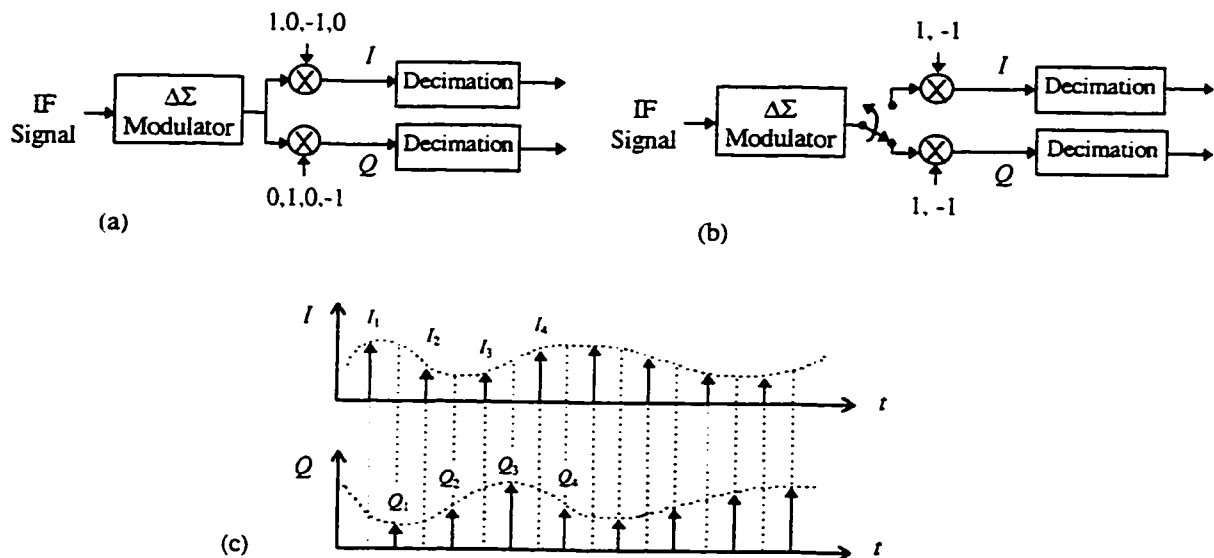 1,0,-1,0
I
IF
Signal
ΔΣ
Modulator
Decimation
Decimation
Q
0,1,0,-1
(a)
1, -1
I
IF
Signal
ΔΣ
Modulator
Decimation
Decimation
Q
1, -1
(b)
I
I₁
I₂
I₃
I₄
t
Q
Q₁
Q₂
Q₃
Q₄
t
(c)